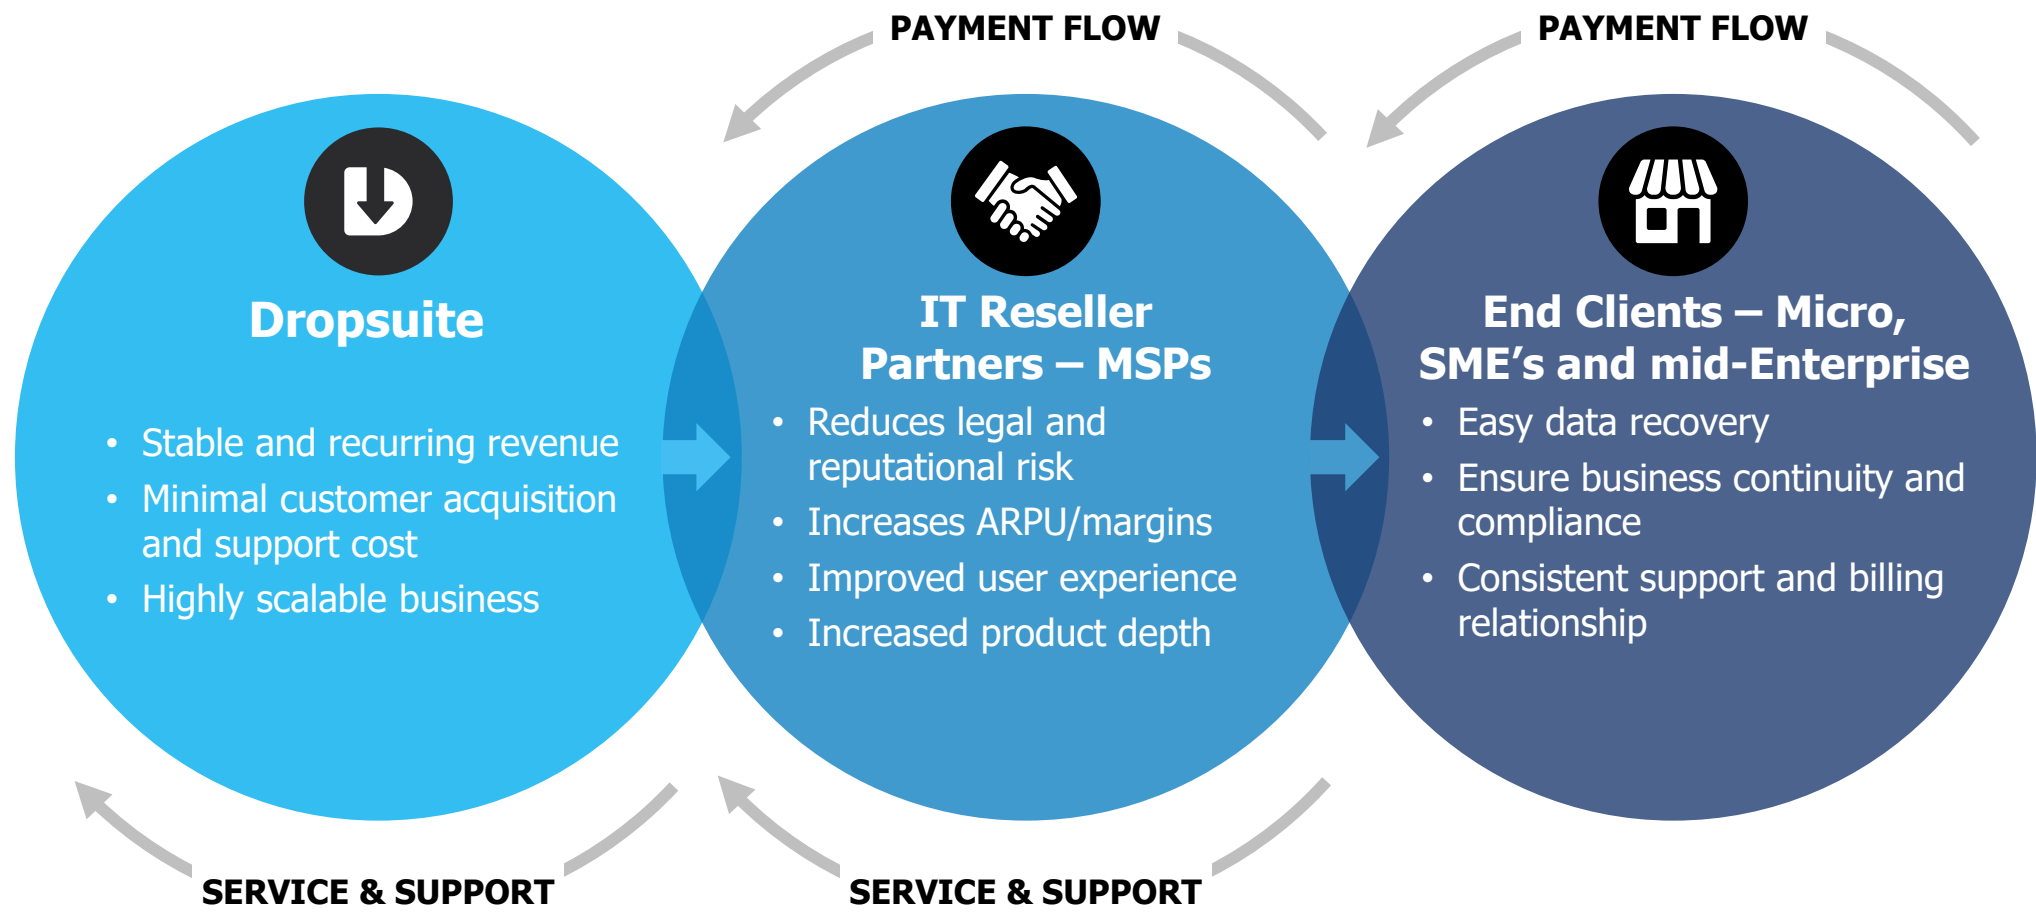 PAYMENT FLOW
PAYMENT FLOW
Dropsuite
• Stable and recurring revenue
• Minimal customer acquisition
and support cost
• Highly scalable business
IT Reseller
Partners – MSPs
• Reduces legal and
reputational risk
• Increases ARPU/margins
• Improved user experience
• Increased product depth
End Clients – Micro,
SME’s and mid-Enterprise
• Easy data recovery
• Ensure business continuity and
compliance
• Consistent support and billing
relationship
SERVICE & SUPPORT
SERVICE & SUPPORT